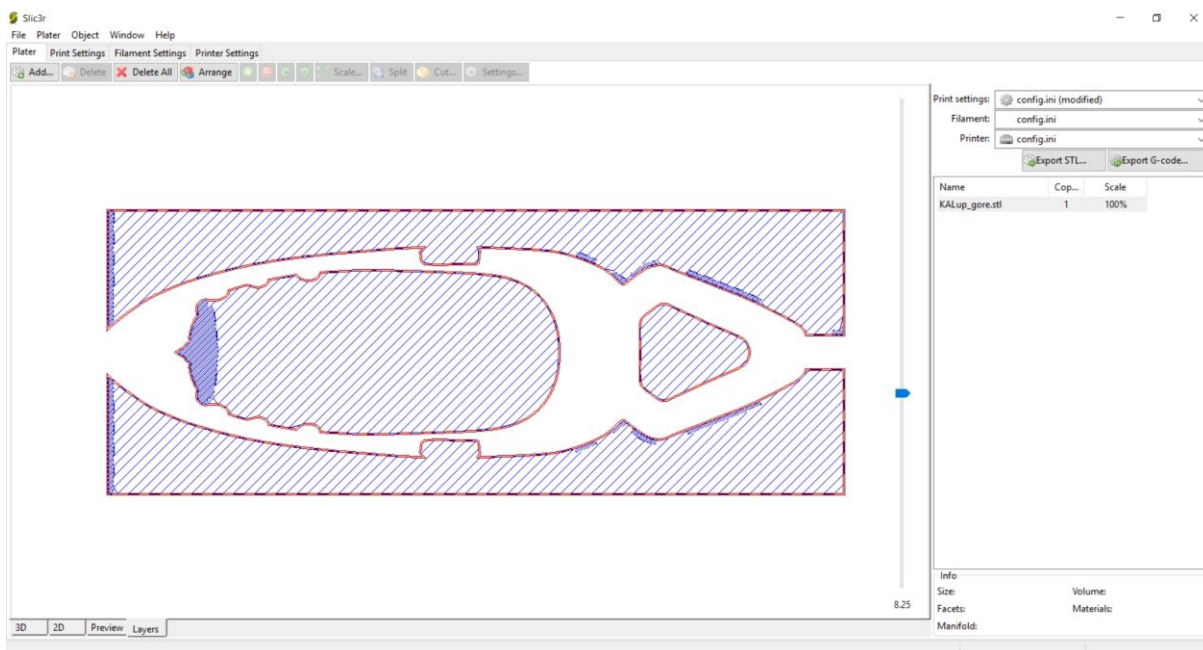 Slic3r
File Plater Object Window Help
Plater Print Settings Filament Settings Printer Settings
Add... Delete Delete All Arrange Scale... Split Cut... Settings...
Print settings: config.ini (modified)
Filament: config.ini
Printer: config.ini
Export STL... Export G-code...
Name Cop... Scale
KALup_gore.stl 1 100%
Info
Size: Volume:
Facets: Materials:
Manifold:
8.25
3D 2D Preview Layers